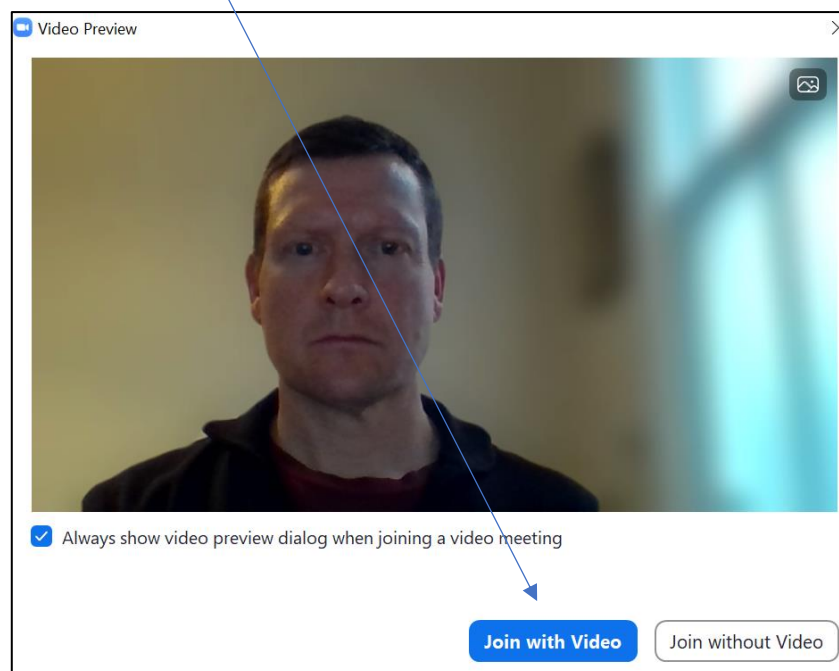 Video Preview
Always show video preview dialog when joining a video meeting
Join with Video
Join without Video